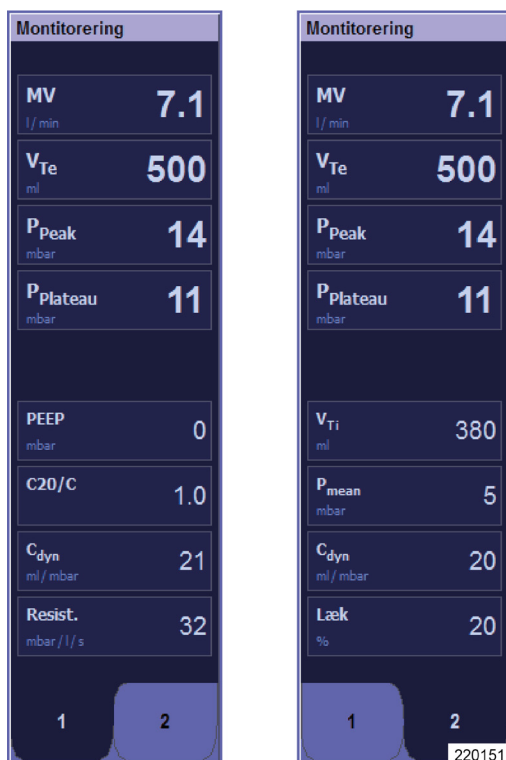 Montitorering
MV 7.1
l / min
VTe 500
ml
PPeak 14
mbar
PPlateau 11
mbar
PEEP 0
mbar
C20/C 1.0
Cdyn 21
ml / mbar
Resist. 32
mbar / l / s
1 2
Montitorering
MV 7.1
l / min
VTe 500
ml
PPeak 14
mbar
PPlateau 11
mbar
VTi 380
ml
Pmean 5
mbar
Cdyn 20
ml / mbar
Læk 20
%
1 2
220151